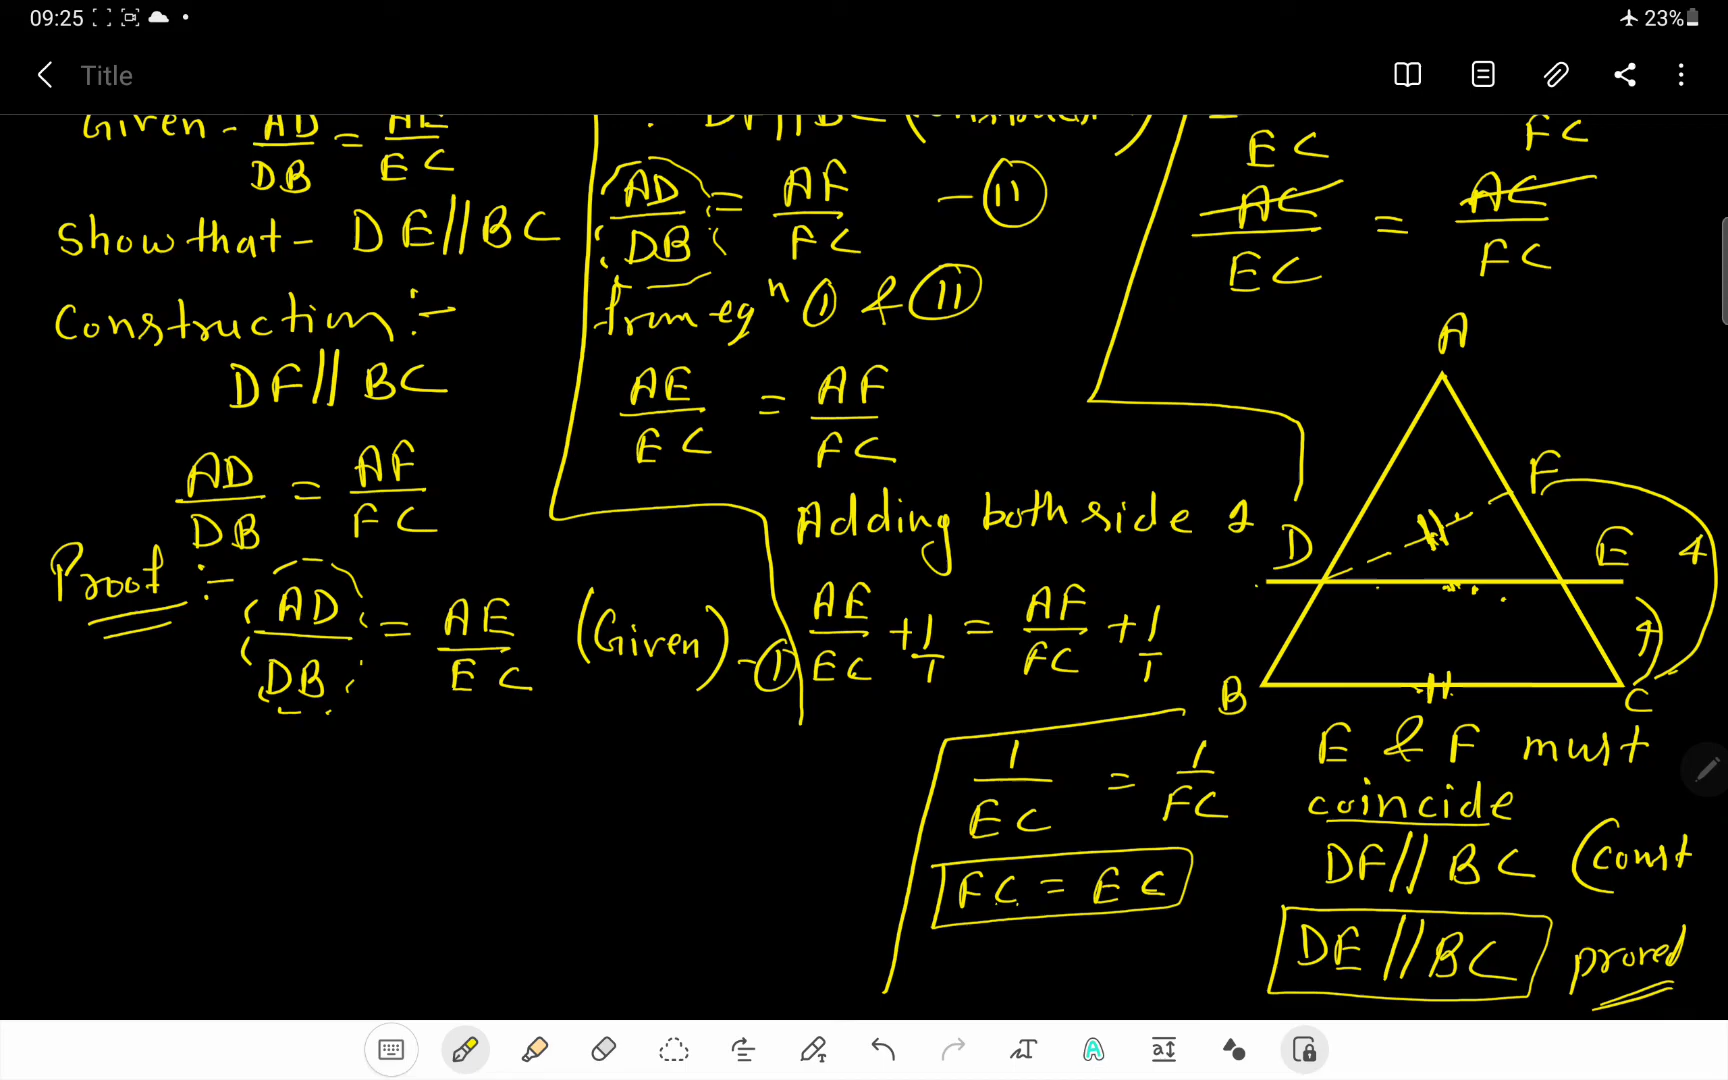 09:25
23%
Title
Given - AD/DB = AE/EC
Show that - DE // BC
Construction :-
DF // BC
AD/DB = AF/FC
Proof :-
AD/DB = AE/EC (Given) - (I)
DF // BC
AD/DB = AF/FC - (II)
from eqn (I) & (II)
AE/EC = AF/FC
Adding both side 1
AE/EC + 1/1 = AF/FC + 1/1
EC FC
AC/EC = AC/FC
1/EC = 1/FC
FC = EC
A
F
D
E
B
C
E & F must
coincide
DF // BC (const
DE // BC proved